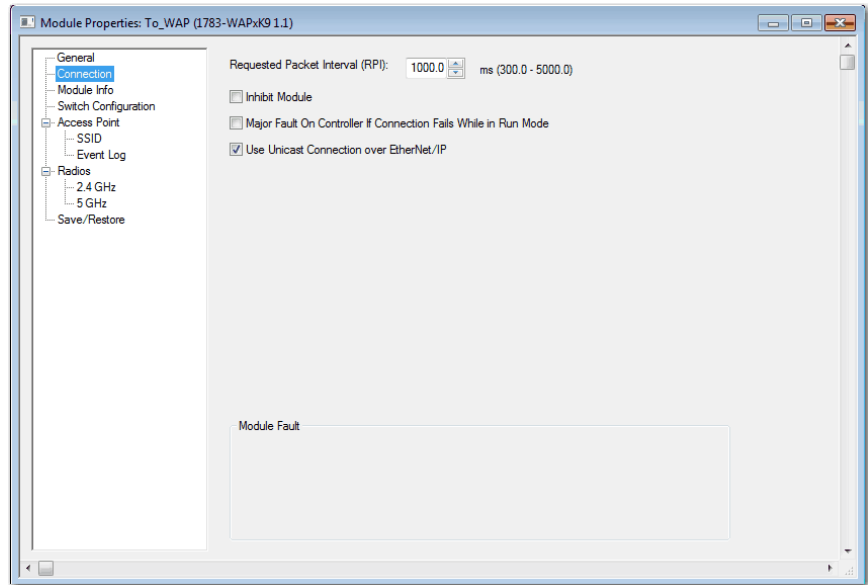 Module Properties: To_WAP (1783-WAPxK9 1.1)
General
Connection
Module Info
Switch Configuration
Access Point
SSID
Event Log
Radios
2.4 GHz
5 GHz
Save/Restore
Requested Packet Interval (RPI): 1000.0 ms (300.0 - 5000.0)
Inhibit Module
Major Fault On Controller If Connection Fails While in Run Mode
Use Unicast Connection over EtherNet/IP
Module Fault